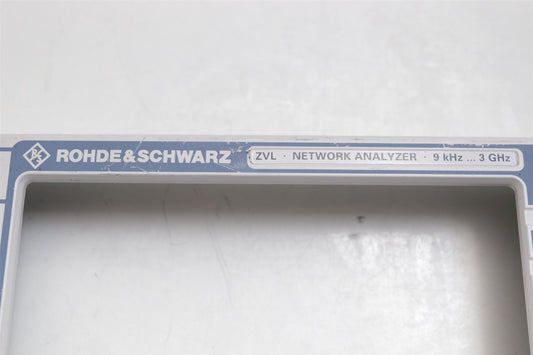 R&S ROHDE&SCHWARZ ZVL · NETWORK ANALYZER · 9 kHz ... 3 GHz